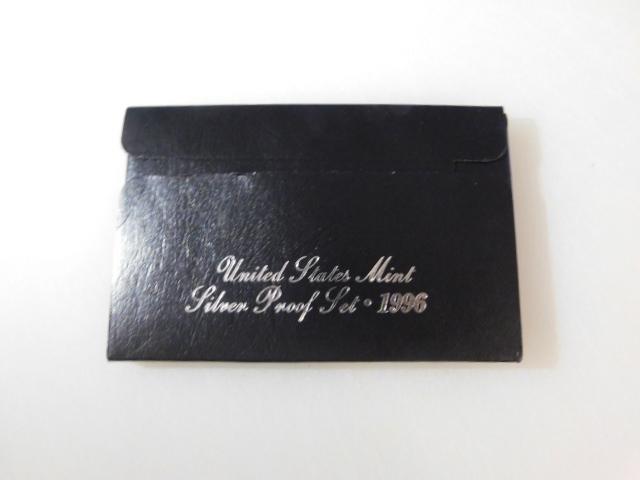 United States Mint
Silver Proof Set • 1996